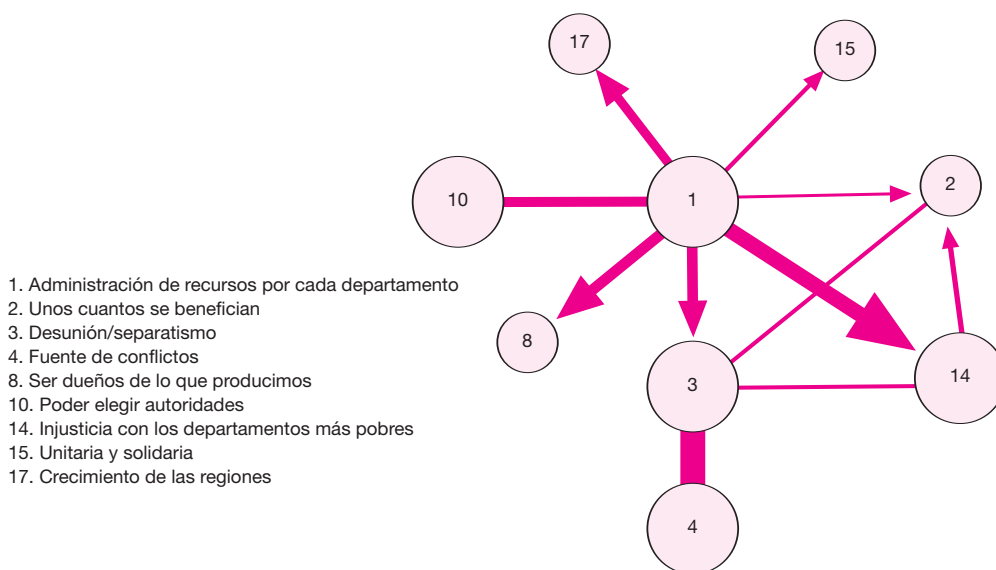 17
15
2
10
1
1. Administración de recursos por cada departamento
2. Unos cuantos se benefician
3. Desunión/separatismo
4. Fuente de conflictos
8. Ser dueños de lo que producimos
10. Poder elegir autoridades
14. Injusticia con los departamentos más pobres
15. Unitaria y solidaria
17. Crecimiento de las regiones
8
3
14
4